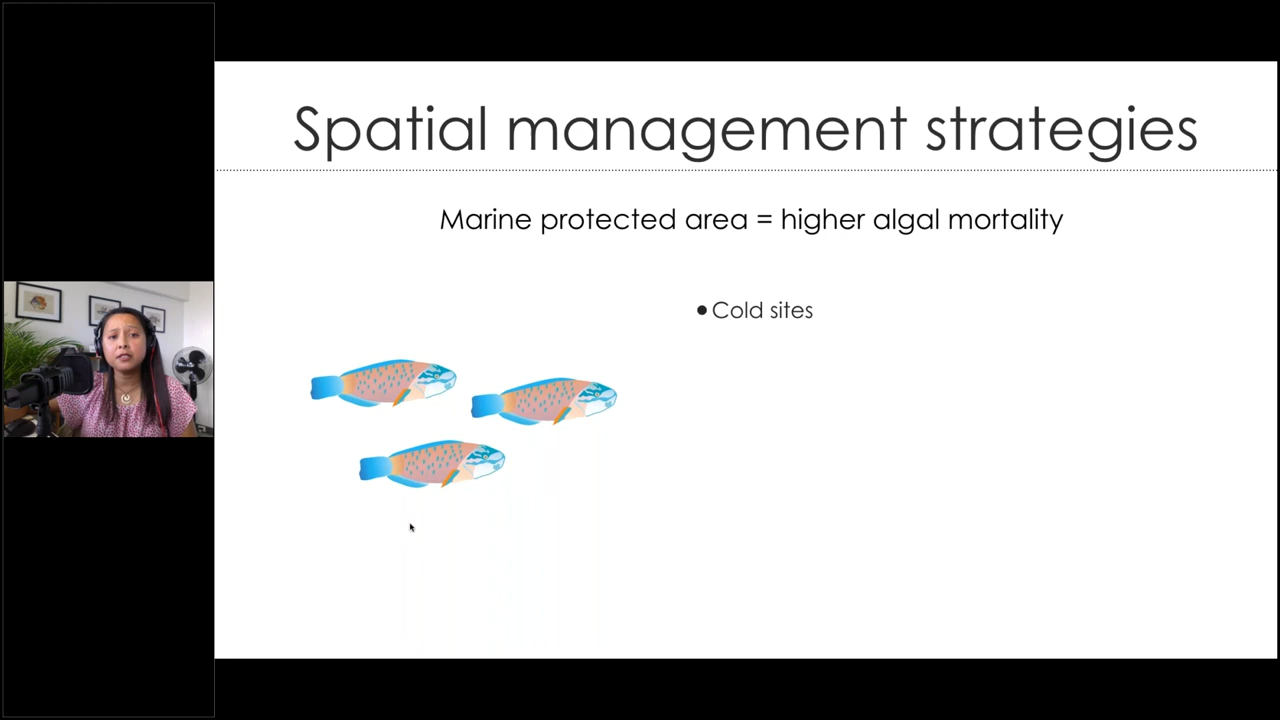 Spatial management strategies
Marine protected area = higher algal mortality
• Cold sites